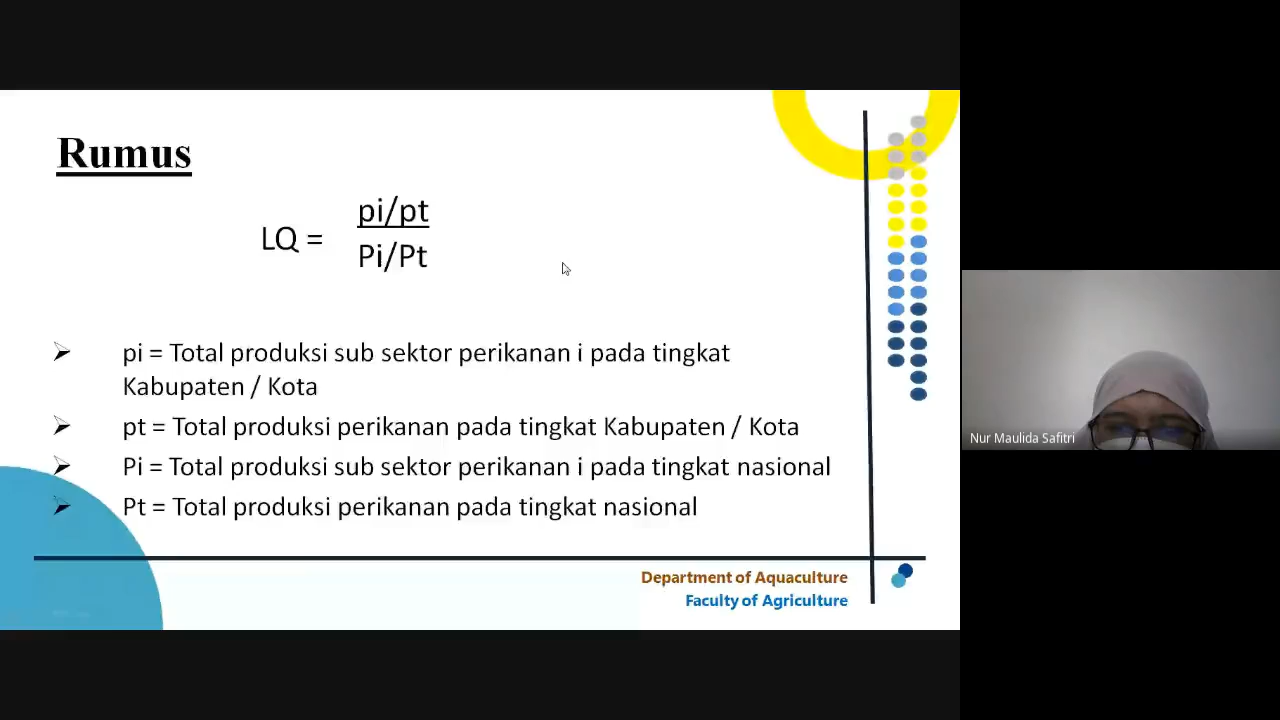 Rumus
LQ =
pi/pt
Pi/Pt
pi = Total produksi sub sektor perikanan i pada tingkat
Kabupaten / Kota
pt = Total produksi perikanan pada tingkat Kabupaten / Kota
Pi = Total produksi sub sektor perikanan i pada tingkat nasional
Pt = Total produksi perikanan pada tingkat nasional
Department of Aquaculture
Faculty of Agriculture
Nur Maulida Safitri